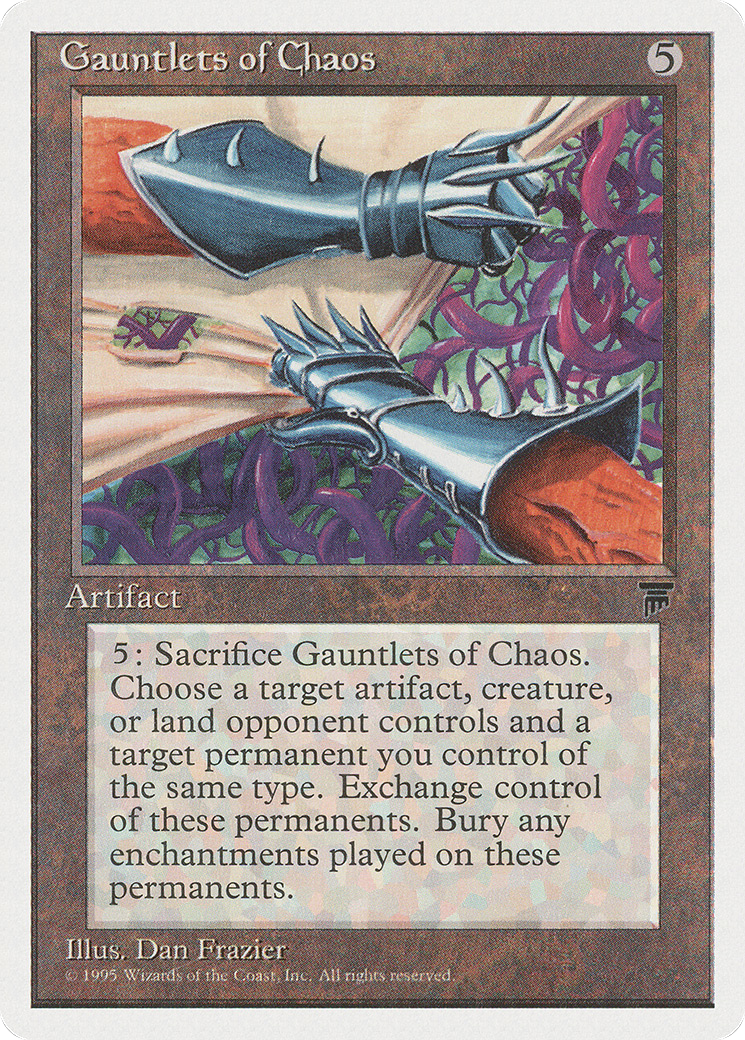 Gauntlets of Chaos 5
Artifact
5: Sacrifice Gauntlets of Chaos.
Choose a target artifact, creature,
or land opponent controls and a
target permanent you control of
the same type. Exchange control
of these permanents. Bury any
enchantments played on these
permanents.
Illus. Dan Frazier
© 1995 Wizards of the Coast, Inc. All rights reserved.